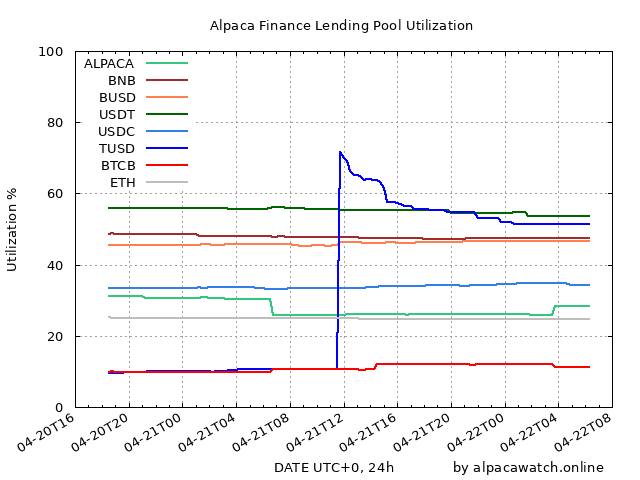 Alpaca Finance Lending Pool Utilization
Utilization %
100
80
60
40
20
0
ALPACA
BNB
BUSD
USDT
USDC
TUSD
BTCB
ETH
04-20T16
04-20T20
04-21T00
04-21T04
04-21T08
04-21T12
04-21T16
04-21T20
04-22T00
04-22T04
04-22T08
DATE UTC+0, 24h
by alpacawatch.online